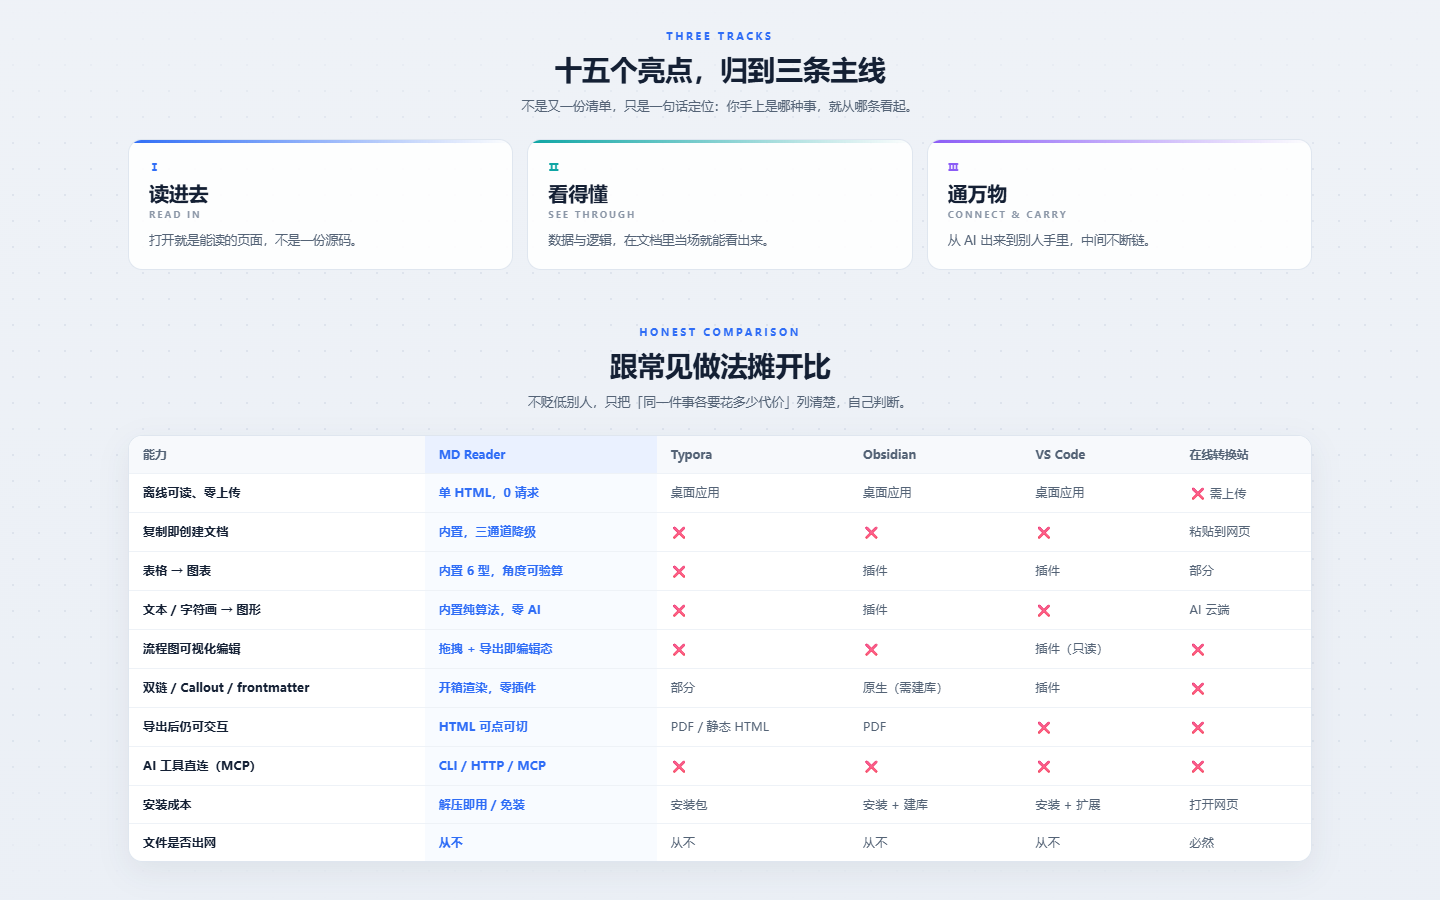 THREE TRACKS
十五个亮点，归到三条主线
不是又一份清单，只是一句话定位：你手上是哪种事，就从哪条看起。
I
读进去
READ IN
打开就是能读的页面，不是一份源码。
II
看得懂
SEE THROUGH
数据与逻辑，在文档里当场就能看出来。
III
通万物
CONNECT & CARRY
从 AI 出来到别人手里，中间不断链。
HONEST COMPARISON
跟常见做法摊开比
不贬低别人，只把「同一件事各要花多少代价」列清楚，自己判断。
能力 MD Reader Typora Obsidian VS Code 在线转换站
离线可读、零上传 单 HTML，0 请求 桌面应用 桌面应用 桌面应用 ❌ 需上传
复制即创建文档 内置，三通道降级 ❌ ❌ ❌ 粘贴到网页
表格 → 图表 内置 6 型，角度可验算 ❌ 插件 插件 部分
文本 / 字符画 → 图形 内置纯算法，零 AI ❌ 插件 ❌ AI 云端
流程图可视化编辑 拖拽 + 导出即编辑态 ❌ ❌ 插件（只读） ❌
双链 / Callout / frontmatter 开箱渲染，零插件 部分 原生（需建库） 插件 ❌
导出后仍可交互 HTML 可点可切 PDF / 静态 HTML PDF ❌ ❌
AI 工具直连（MCP） CLI / HTTP / MCP ❌ ❌ ❌ ❌
安装成本 解压即用 / 免装 安装包 安装 + 建库 安装 + 扩展 打开网页
文件是否出网 从不 从不 从不 从不 必然